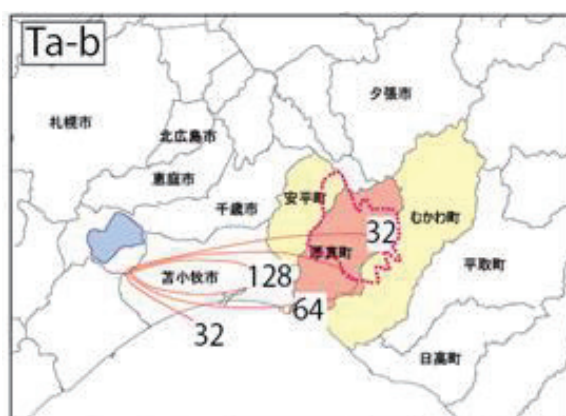 Ta-b
夕張市
札幌市
北広島市
恵庭市
安平町
千歳市
むかわ町
32
厚真町
平取町
128
苫小牧市
64
32
日高町